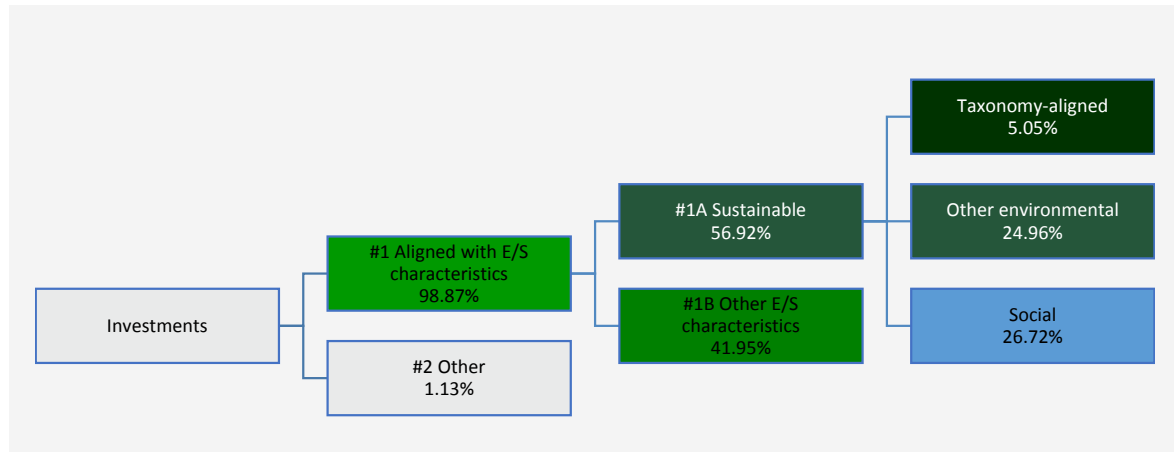 Investments
#1 Aligned with E/S
characteristics
98.87%
#2 Other
1.13%
#1A Sustainable
56.92%
#1B Other E/S
characteristics
41.95%
Taxonomy-aligned
5.05%
Other environmental
24.96%
Social
26.72%